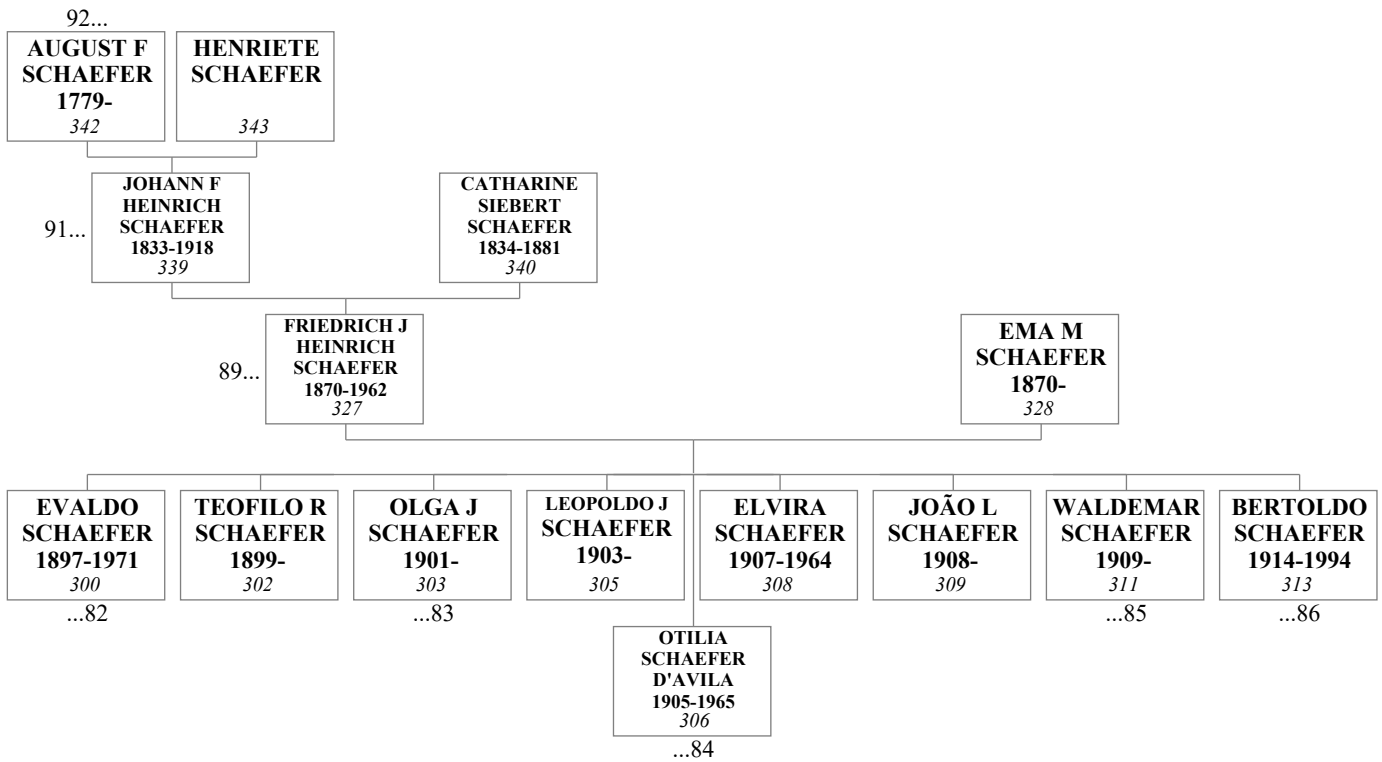 92...
AUGUST F
SCHAEFER
1779-
342
HENRIETE
SCHAEFER
343
91...
JOHANN F
HEINRICH
SCHAEFER
1833-1918
339
CATHARINE
SIEBERT
SCHAEFER
1834-1881
340
89...
FRIEDRICH J
HEINRICH
SCHAEFER
1870-1962
327
EMA M
SCHAEFER
1870-
328
EVALDO
SCHAEFER
1897-1971
300
...82
TEOFILO R
SCHAEFER
1899-
302
OLGA J
SCHAEFER
1901-
303
...83
LEOPOLDO J
SCHAEFER
1903-
305
ELVIRA
SCHAEFER
1907-1964
308
JOÃO L
SCHAEFER
1908-
309
WALDEMAR
SCHAEFER
1909-
311
...85
BERTOLDO
SCHAEFER
1914-1994
313
...86
OTILIA
SCHAEFER
D'AVILA
1905-1965
306
...84